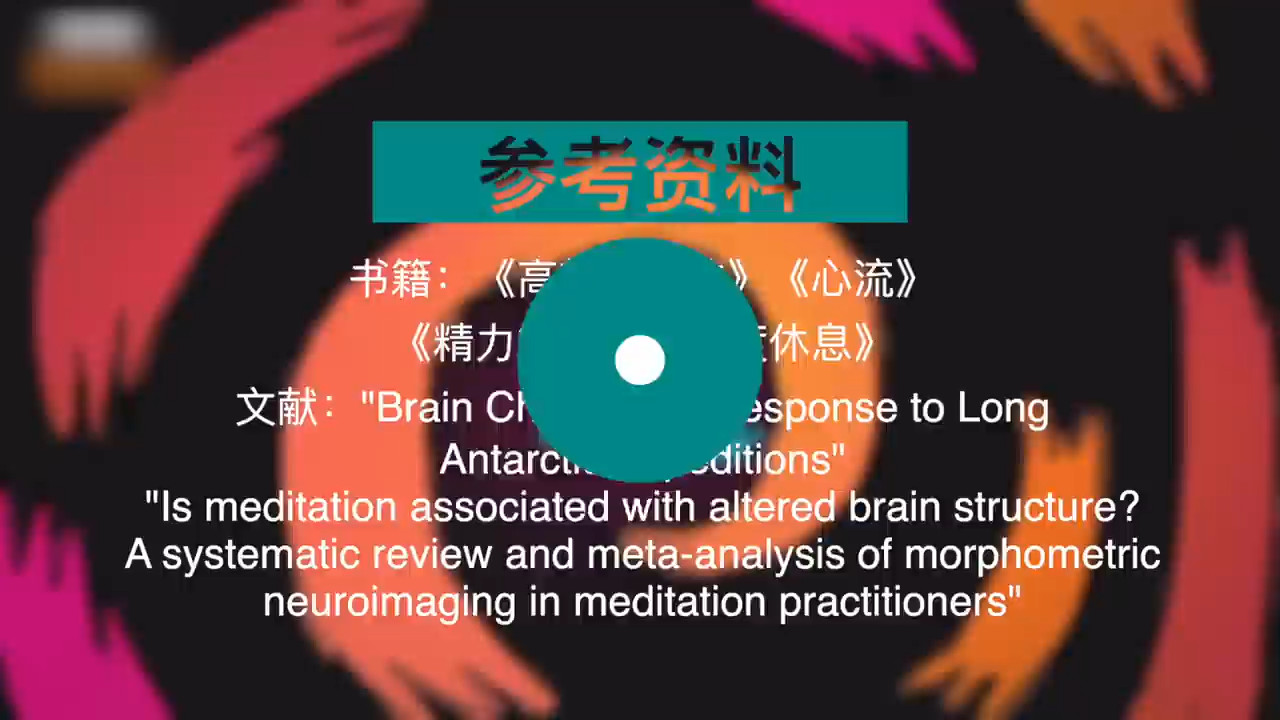 参考资料
书籍：《高 》《心流》
《精力 休息》
文献："Brain esponse to Long
editions"
"Is meditation associated with altered brain structure?
A systematic review and meta-analysis of morphometric
neuroimaging in meditation practitioners"